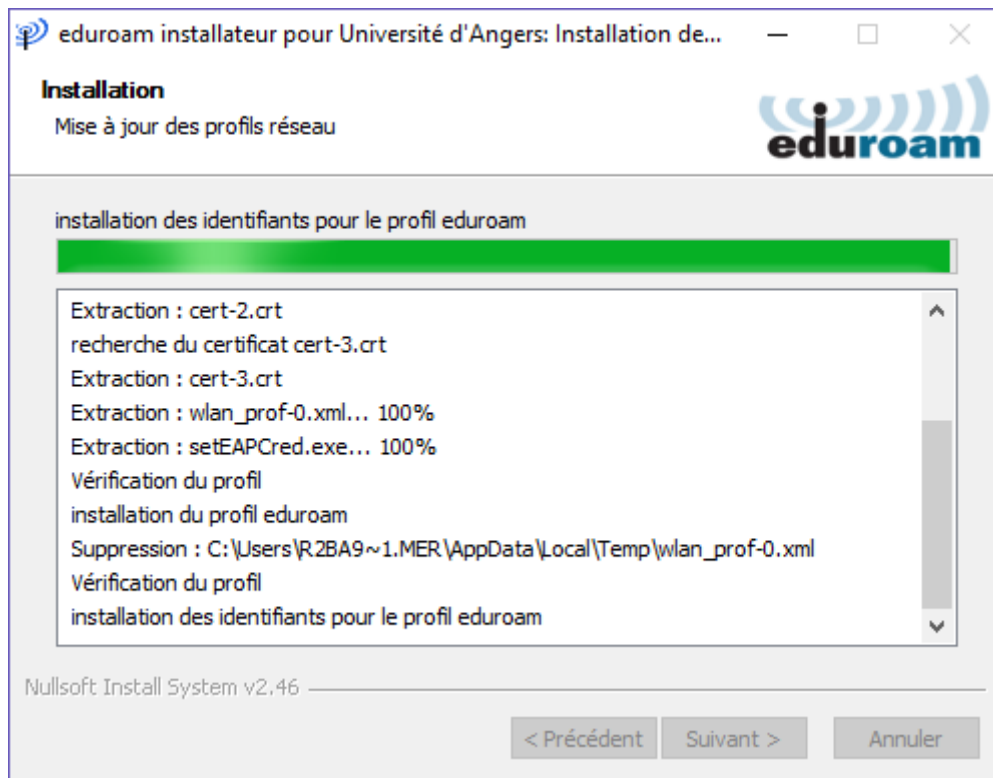 eduroam installateur pour Université d'Angers: Installation de...
Installation
Mise à jour des profils réseau
eduroam
installation des identifiants pour le profil eduroam
Extraction : cert-2.crt
recherche du certificat cert-3.crt
Extraction : cert-3.crt
Extraction : wlan_prof-0.xml... 100%
Extraction : setEAPCred.exe... 100%
Vérification du profil
installation du profil eduroam
Suppression : C:\Users\R2BA9~1.MER\AppData\Local\Temp\wlan_prof-0.xml
Vérification du profil
installation des identifiants pour le profil eduroam
Nullsoft Install System v2.46
< Précédent
Suivant >
Annuler